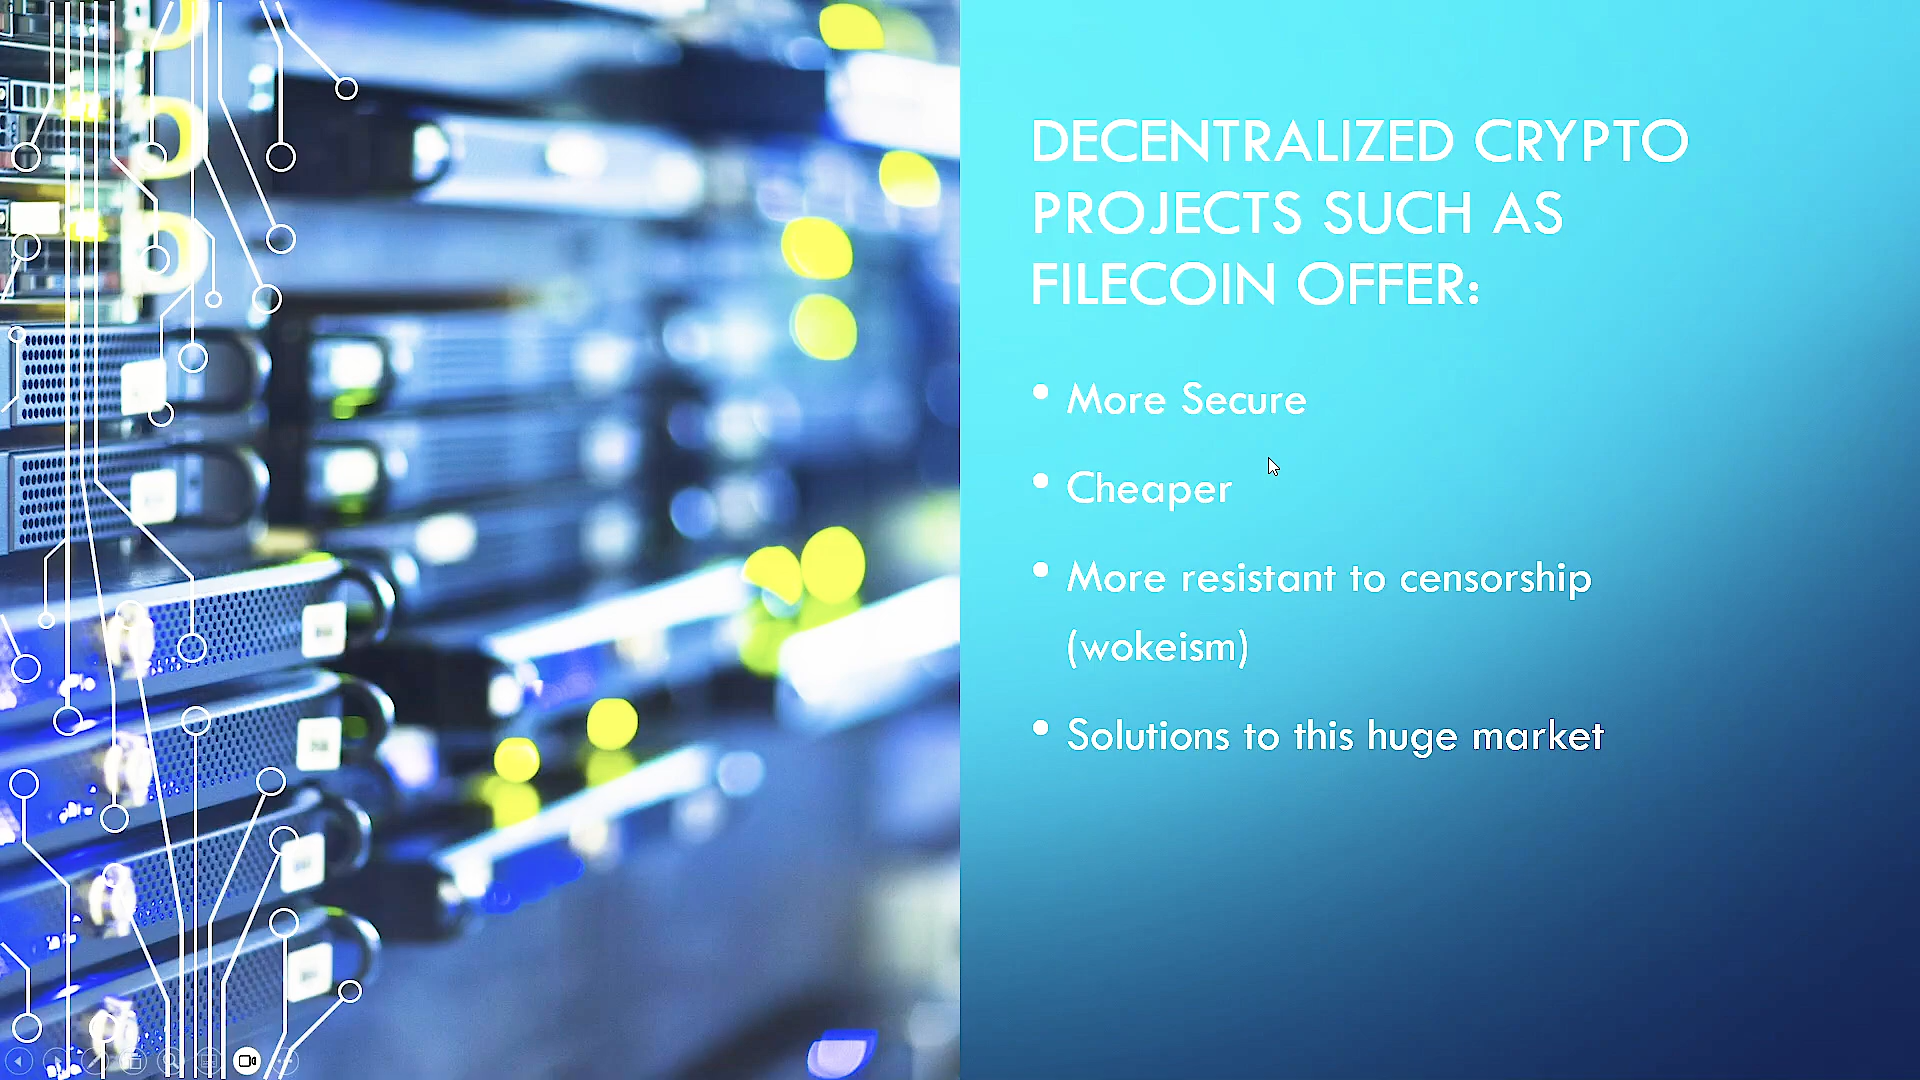 DECENTRALIZED CRYPTO
PROJECTS SUCH AS
FILECOIN OFFER:
• More Secure
• Cheaper
• More resistant to censorship
(wokeism)
• Solutions to this huge market